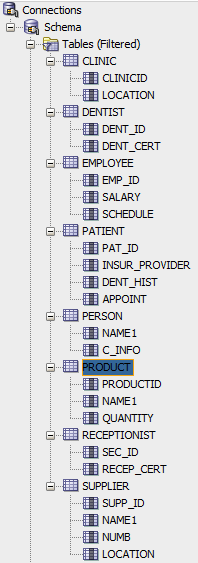 Connections
Schema
Tables (Filtered)
CLINIC
CLINICID
LOCATION
DENTIST
DENT_ID
DENT_CERT
EMPLOYEE
EMP_ID
SALARY
SCHEDULE
PATIENT
PAT_ID
INSUR_PROVIDER
DENT_HIST
APPOINT
PERSON
NAME1
C_INFO
PRODUCT
PRODUCTID
NAME1
QUANTITY
RECEPTIONIST
SEC_ID
RECEP_CERT
SUPPLIER
SUPP_ID
NAME1
NUMB
LOCATION